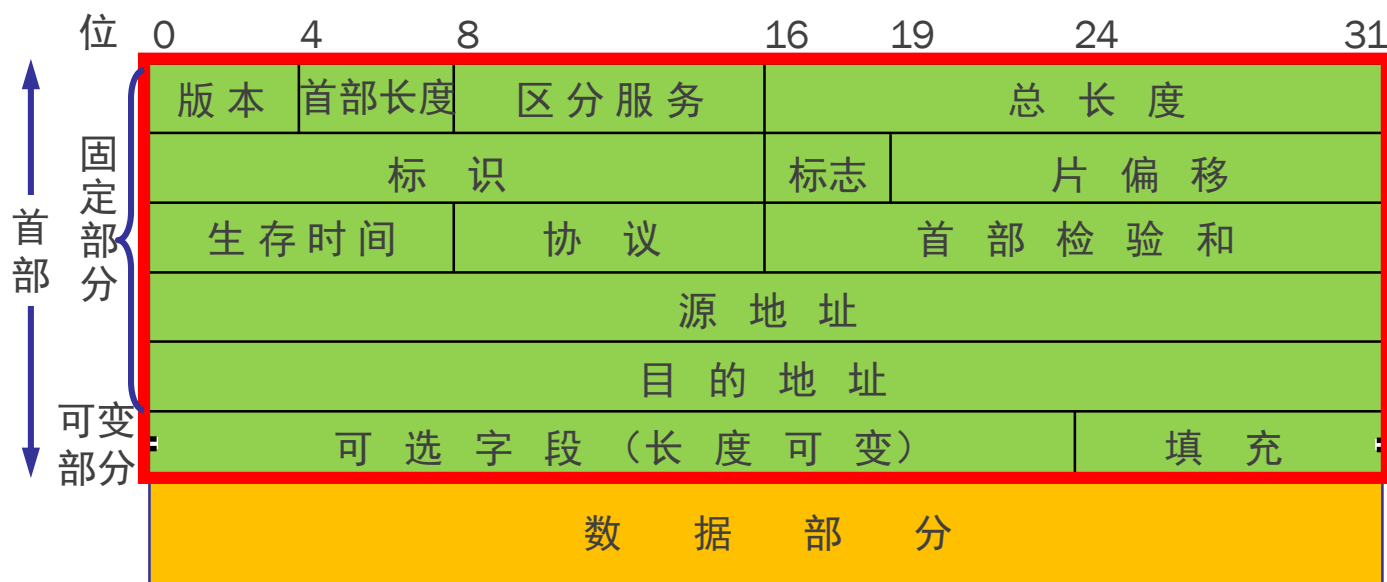 位 0 4 8 16 19 24 31
版本 首部长度 区分服务 总长度
标识 标志 片偏移
生存时间 协议 首部检验和
源地址
目的地址
可选字段（长度可变） 填充
数据部分
首部
固定部分
可变
部分